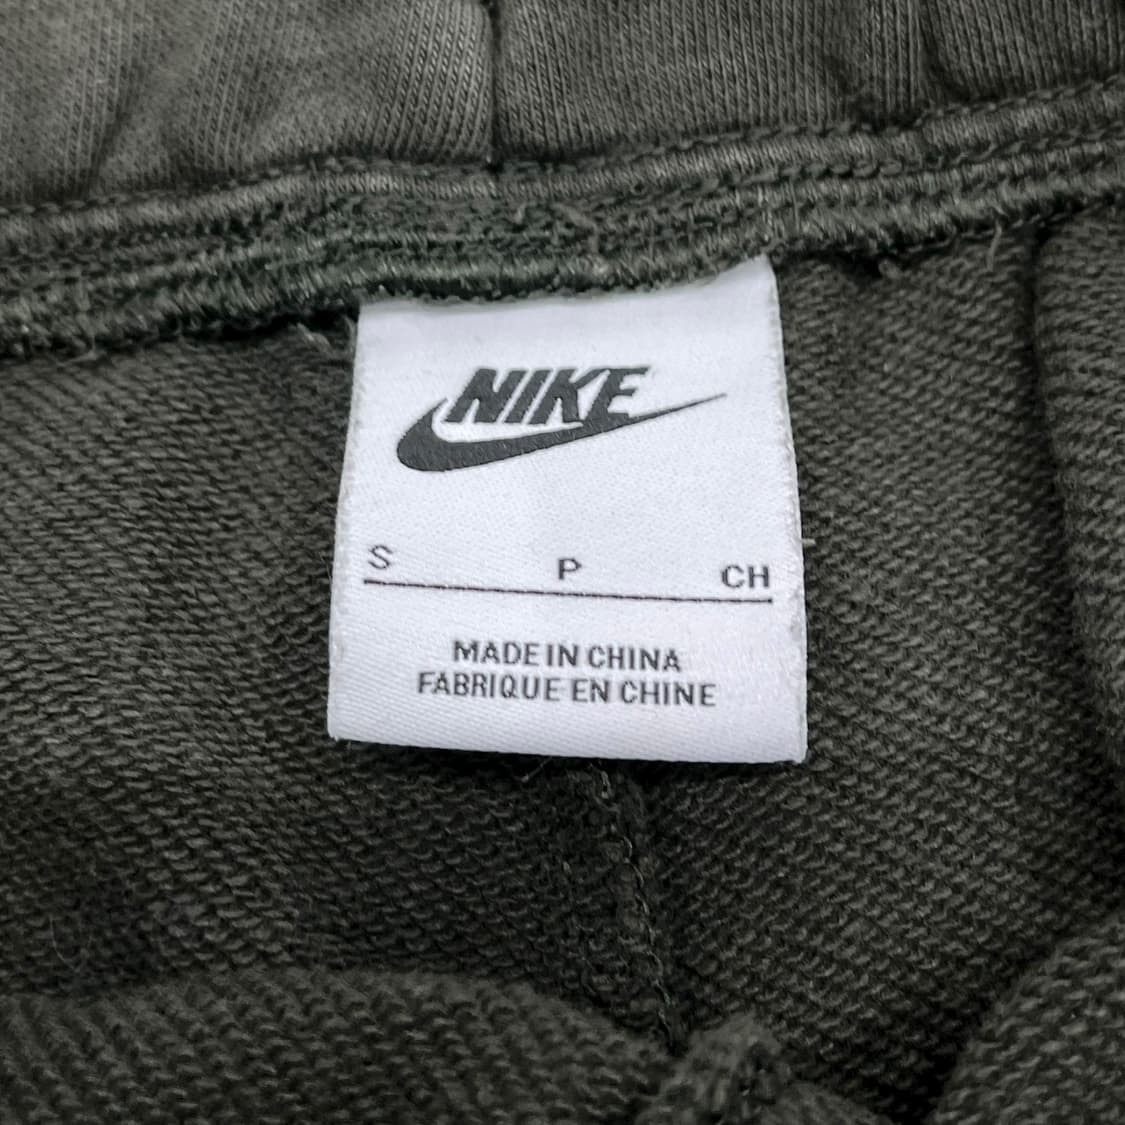 NIKE
S P CH
MADE IN CHINA
FABRIQUE EN CHINE